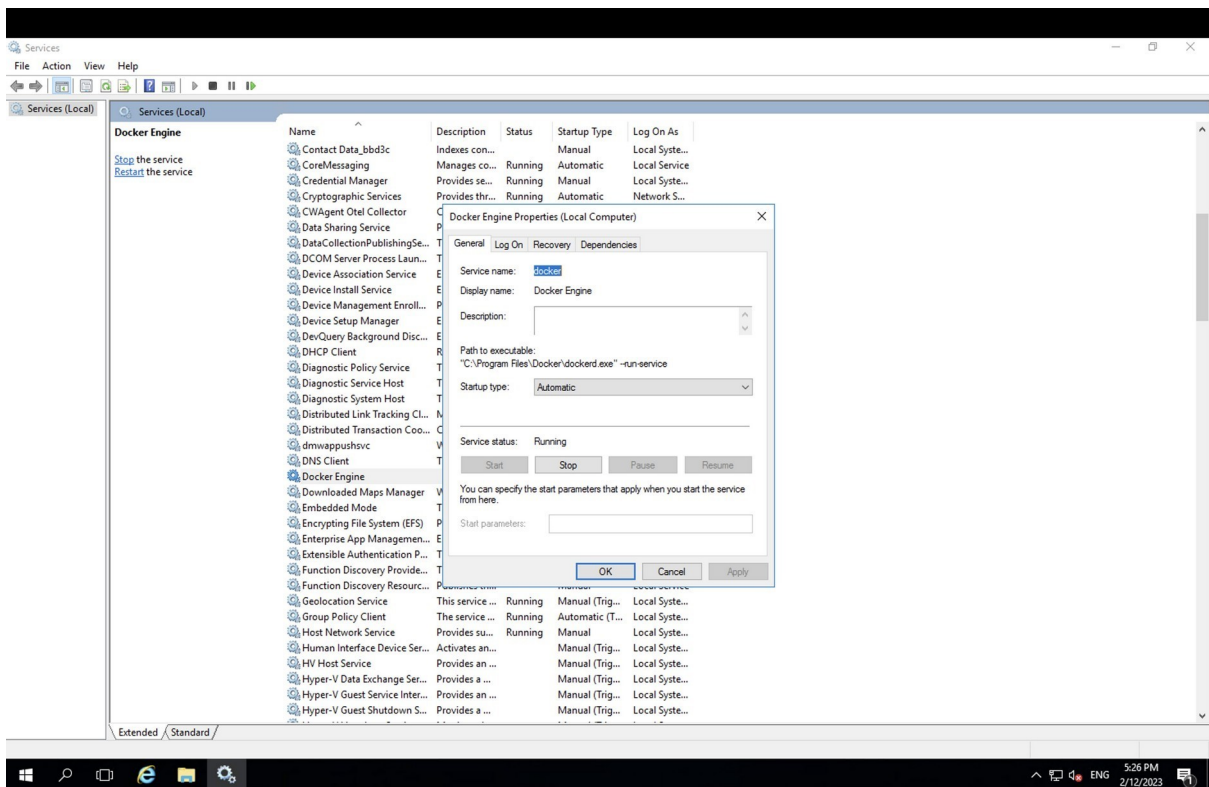 Services
File Action View Help
Services (Local)
Services (Local)
Docker Engine
Stop the service
Restart the service
Name Description Status Startup Type Log On As
Contact Data_bbd3c Indexes con... Manual Local Syste...
CoreMessaging Manages co... Running Automatic Local Service
Credential Manager Provides se... Running Manual Local Syste...
Cryptographic Services Provides thr... Running Automatic Network S...
CWAgent Otel Collector C
Data Sharing Service P
DataCollectionPublishingSe... T
DCOM Server Process Laun... T
Device Association Service E
Device Install Service E
Device Management Enroll... P
Device Setup Manager E
DevQuery Background Disc... E
DHCP Client R
Diagnostic Policy Service T
Diagnostic Service Host T
Diagnostic System Host T
Distributed Link Tracking Cl... M
Distributed Transaction Coo... C
dmwappushsvc W
DNS Client T
Docker Engine
Downloaded Maps Manager W
Embedded Mode T
Encrypting File System (EFS) P
Enterprise App Managemen... E
Extensible Authentication P... T
Function Discovery Provide... T
Function Discovery Resourc...
Geolocation Service This service ... Running Manual (Trig... Local Syste...
Group Policy Client The service ... Running Automatic (T... Local Syste...
Host Network Service Provides su... Running Manual Local Syste...
Human Interface Device Ser... Activates an... Manual (Trig... Local Syste...
HV Host Service Provides an ... Manual (Trig... Local Syste...
Hyper-V Data Exchange Ser... Provides a ... Manual (Trig... Local Syste...
Hyper-V Guest Service Inter... Provides an ... Manual (Trig... Local Syste...
Hyper-V Guest Shutdown S... Provides a ... Manual (Trig... Local Syste...
Docker Engine Properties (Local Computer)
General Log On Recovery Dependencies
Service name: docker
Display name: Docker Engine
Description:
Path to executable:
"C:\Program Files\Docker\dockerd.exe" --run-service
Startup type: Automatic
Service status: Running
Start Stop Pause Resume
You can specify the start parameters that apply when you start the service
from here.
Start parameters:
OK Cancel Apply
Extended Standard
ENG
5:26 PM
2/12/2023
1